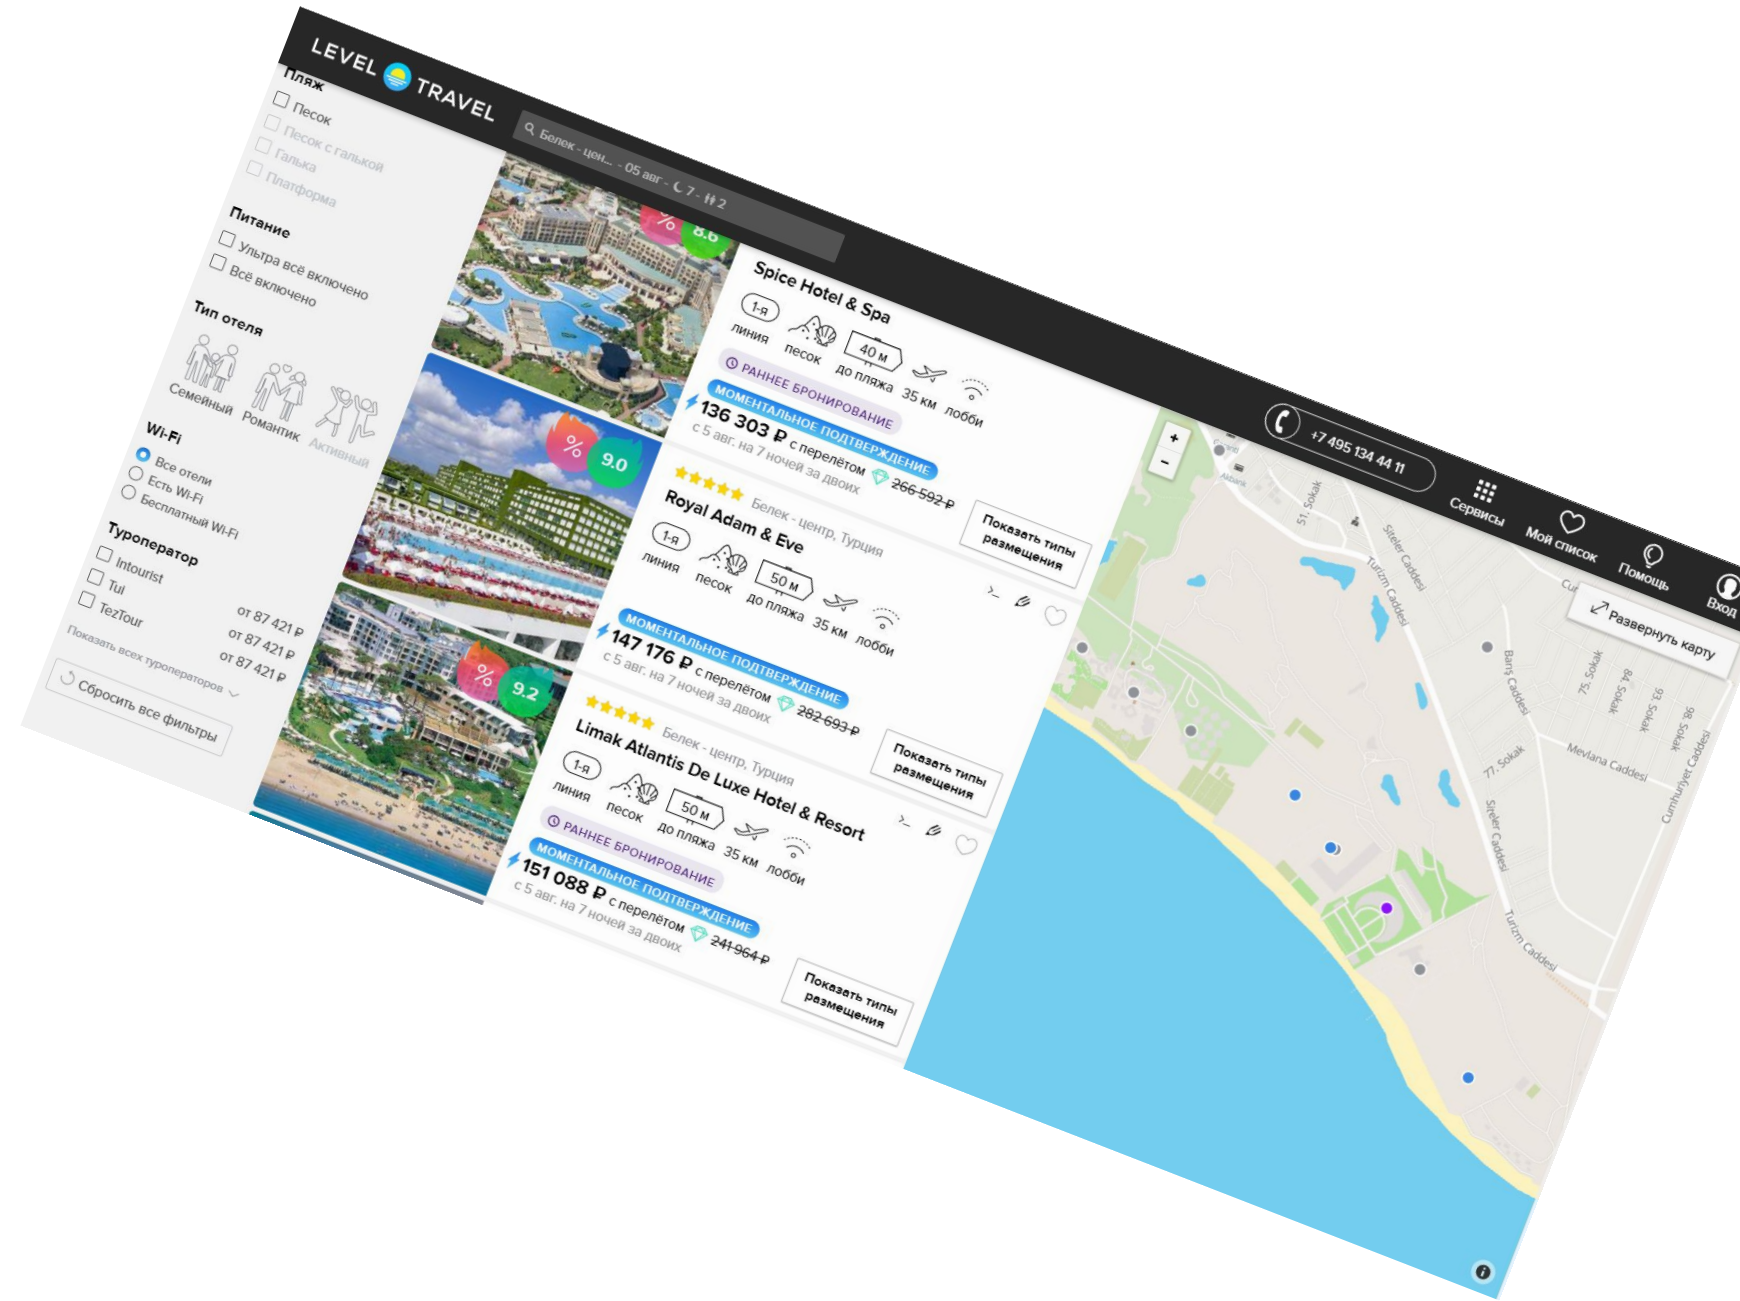 LEVEL TRAVEL
Белек - цен... - 05 авг - 7 - 2
+7 495 134 44 11
Сервисы
Мой список
Помощь
Вход
Пляж
Песок
Песок с галькой
Галька
Платформа
Питание
Ультра всё включено
Всё включено
Тип отеля
Семейный
Романтик
Активный
Wi-Fi
Все отели
Есть Wi-Fi
Бесплатный Wi-Fi
Туроператор
Intourist от 87 421 ₽
Tui от 87 421 ₽
TezTour от 87 421 ₽
Показать всех туроператоров
Сбросить все фильтры
% 8.6
Spice Hotel & Spa
1-я линия
песок
40 м до пляжа
35 км
лобби
РАННЕЕ БРОНИРОВАНИЕ
МОМЕНТАЛЬНОЕ ПОДТВЕРЖДЕНИЕ
136 303 ₽ с перелётом 266 592 ₽
с 5 авг. на 7 ночей за двоих
Показать типы
размещения
% 9.0
Белек - центр, Турция
Royal Adam & Eve
1-я линия
песок
50 м до пляжа
35 км
лобби
МОМЕНТАЛЬНОЕ ПОДТВЕРЖДЕНИЕ
147 176 ₽ с перелётом 282 693 ₽
с 5 авг. на 7 ночей за двоих
Показать типы
размещения
% 9.2
Белек - центр, Турция
Limak Atlantis De Luxe Hotel & Resort
1-я линия
песок
50 м до пляжа
35 км
лобби
РАННЕЕ БРОНИРОВАНИЕ
МОМЕНТАЛЬНОЕ ПОДТВЕРЖДЕНИЕ
151 088 ₽ с перелётом 241 964 ₽
с 5 авг. на 7 ночей за двоих
Показать типы
размещения
+
-
Развернуть карту
Akbank
51. Sokak
Siteler Caddesi
Turizm Caddesi
Barış Caddesi
75. Sokak
84. Sokak
93. Sokak
98. Sokak
77. Sokak
Mevlana Caddesi
Cumhuriyet Caddesi
Siteler Caddesi
Turizm Caddesi
i